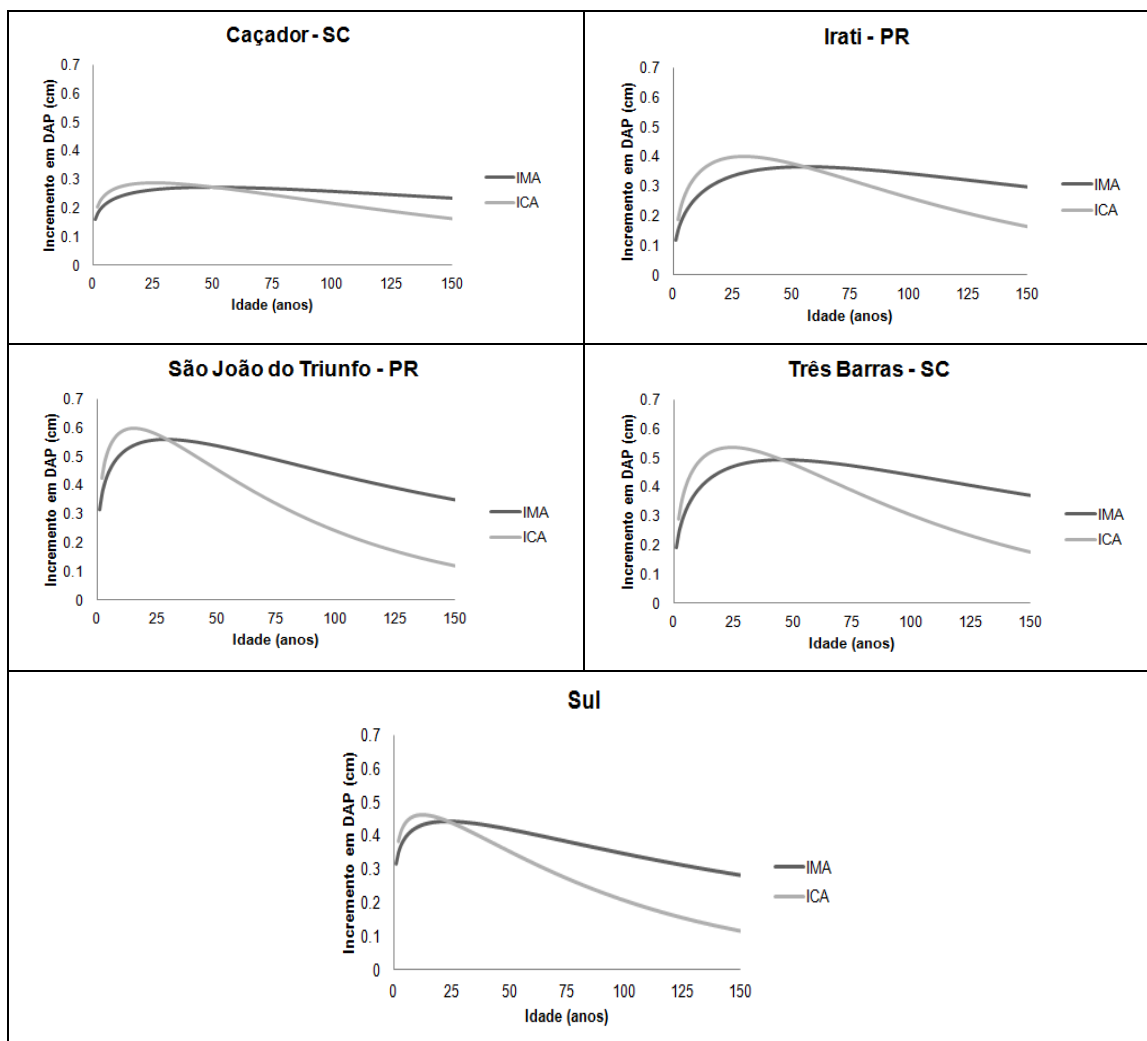 Caçador - SC
Incremento em DAP (cm)
0.7
0.6
0.5
0.4
0.3
0.2
0.1
0
0 25 50 75 100 125 150
Idade (anos)
IMA
ICA
Irati - PR
Incremento em DAP (cm)
0.7
0.6
0.5
0.4
0.3
0.2
0.1
0
0 25 50 75 100 125 150
Idade (anos)
IMA
ICA
São João do Triunfo - PR
Incremento em DAP (cm)
0.7
0.6
0.5
0.4
0.3
0.2
0.1
0
0 25 50 75 100 125 150
Idade (anos)
IMA
ICA
Três Barras - SC
Incremento em DAP (cm)
0.7
0.6
0.5
0.4
0.3
0.2
0.1
0
0 25 50 75 100 125 150
Idade (anos)
IMA
ICA
Sul
Incremento em DAP (cm)
0.7
0.6
0.5
0.4
0.3
0.2
0.1
0
0 25 50 75 100 125 150
Idade (anos)
IMA
ICA